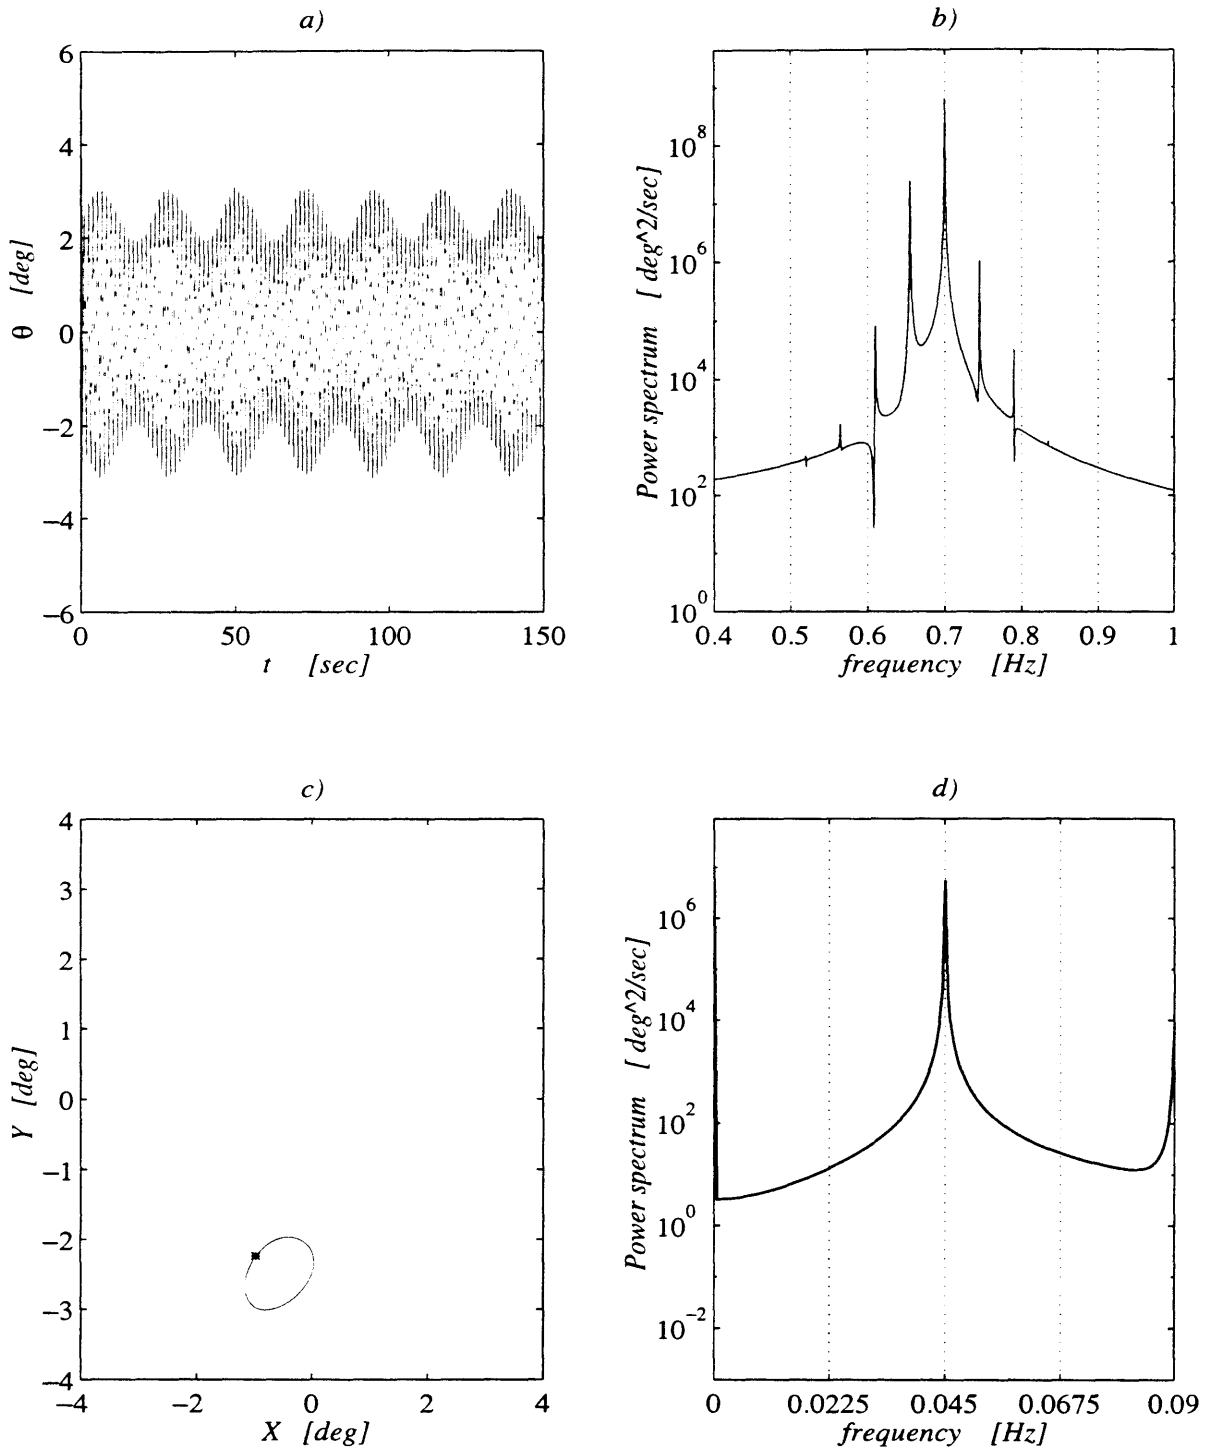 a)
6
4
2
0
−2
−4
−6
θ [deg]
0 50 100 150
t [sec]
b)
10^8
10^6
10^4
10^2
10^0
Power spectrum [ deg^2/sec]
0.4 0.5 0.6 0.7 0.8 0.9 1
frequency [Hz]
c)
4
3
2
1
0
−1
−2
−3
−4
Y [deg]
−4 −2 0 2 4
X [deg]
d)
10^6
10^4
10^2
10^0
10^−2
Power spectrum [ deg^2/sec]
0 0.0225 0.045 0.0675 0.09
frequency [Hz]